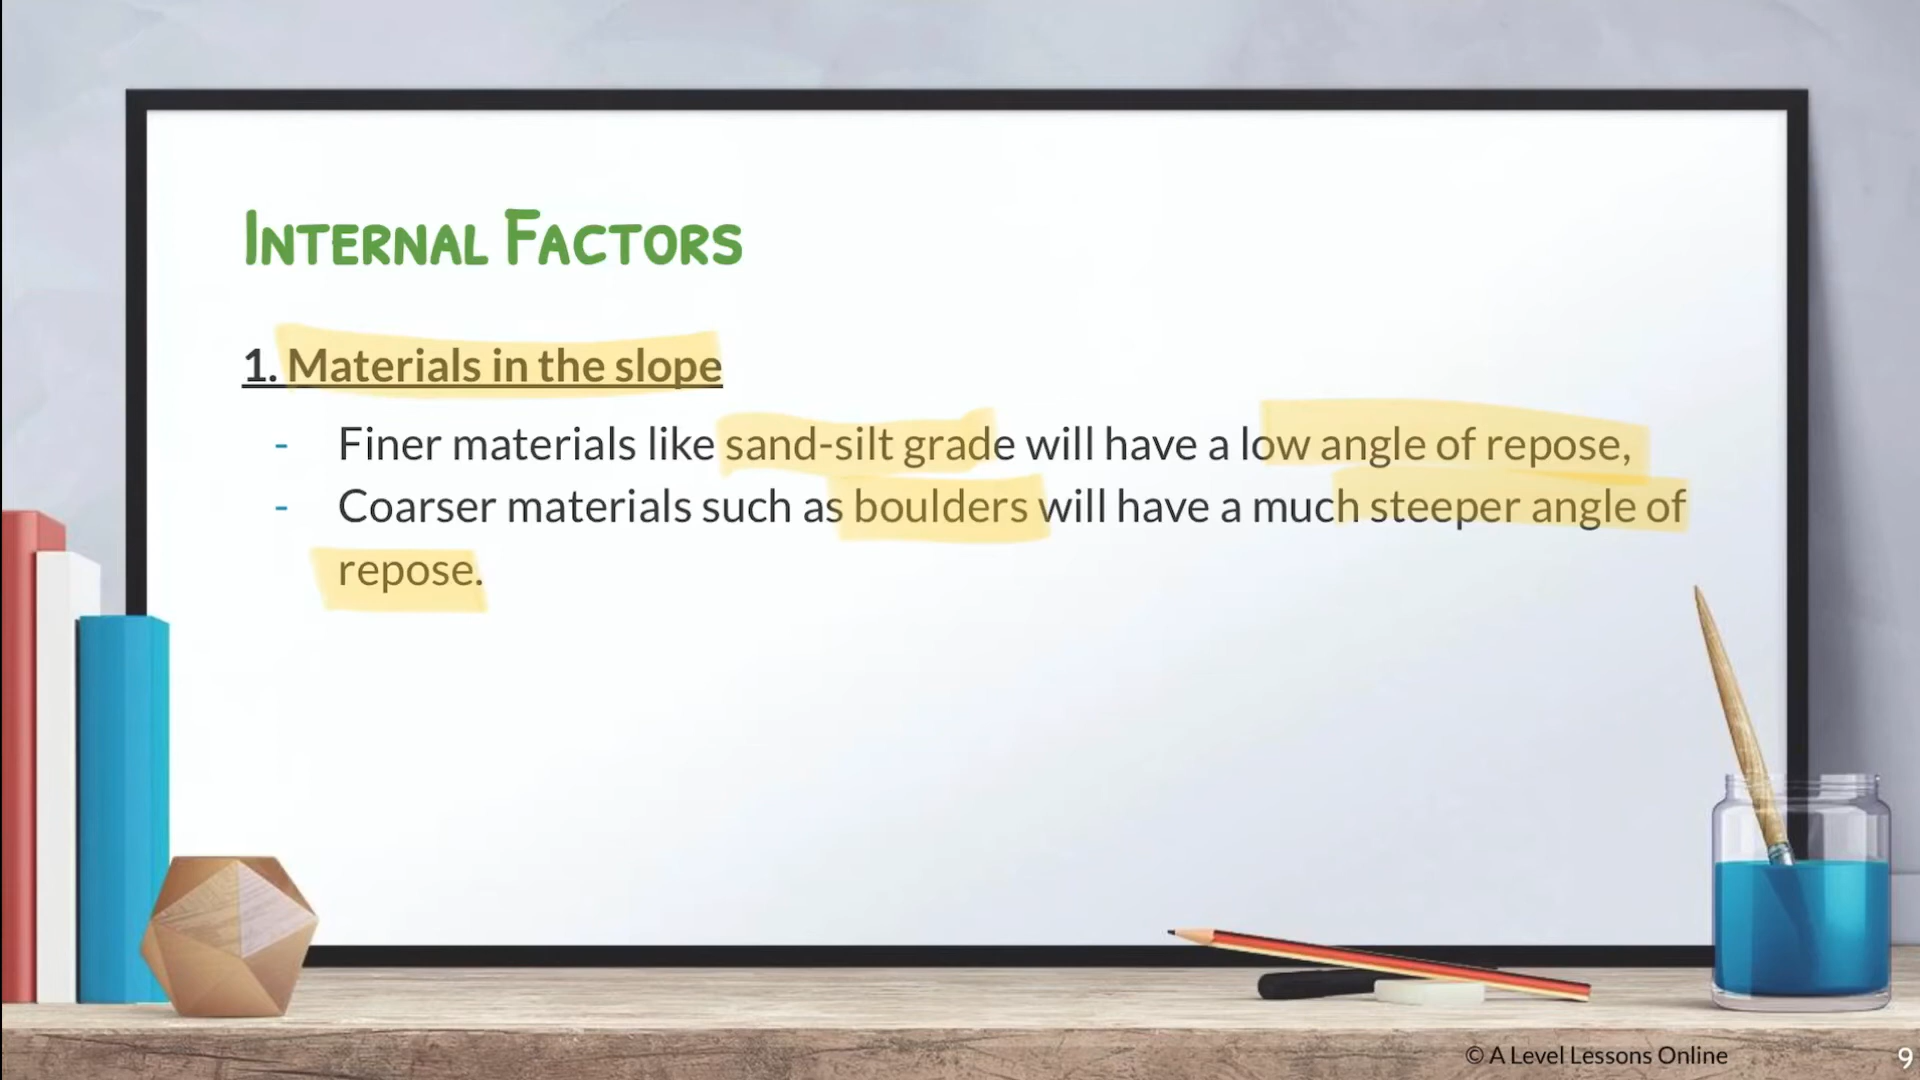 Internal Factors
1. Materials in the slope
- Finer materials like sand-silt grade will have a low angle of repose,
- Coarser materials such as boulders will have a much steeper angle of
repose.
© A Level Lessons Online
9